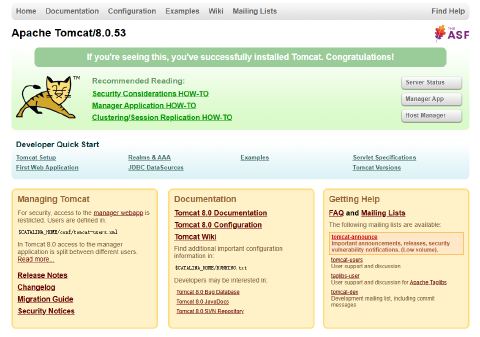 Home Documentation Configuration Examples Wiki Mailing Lists Find Help
Apache Tomcat/8.0.53
THE
ASF
If you're seeing this, you've successfully installed Tomcat. Congratulations!
TM
Recommended Reading:
Security Considerations HOW-TO
Manager Application HOW-TO
Clustering/Session Replication HOW-TO
Server Status
Manager App
Host Manager
Developer Quick Start
Tomcat Setup
First Web Application
Realms & AAA
JDBC DataSources
Examples
Servlet Specifications
Tomcat Versions
Managing Tomcat
For security, access to the manager webapp is
restricted. Users are defined in:
$CATALINA_HOME/conf/tomcat-users.xml
In Tomcat 8.0 access to the manager
application is split between different users.
Read more...
Release Notes
Changelog
Migration Guide
Security Notices
Documentation
Tomcat 8.0 Documentation
Tomcat 8.0 Configuration
Tomcat Wiki
Find additional important configuration
information in:
$CATALINA_HOME/RUNNING.txt
Developers may be interested in:
Tomcat 8.0 Bug Database
Tomcat 8.0 JavaDocs
Tomcat 8.0 SVN Repository
Getting Help
FAQ and Mailing Lists
The following mailing lists are available:
tomcat-announce
Important announcements, releases, security
vulnerability notifications. (Low volume).
tomcat-users
User support and discussion
taglibs-user
User support and discussion for Apache Taglibs
tomcat-dev
Development mailing list, including commit
messages